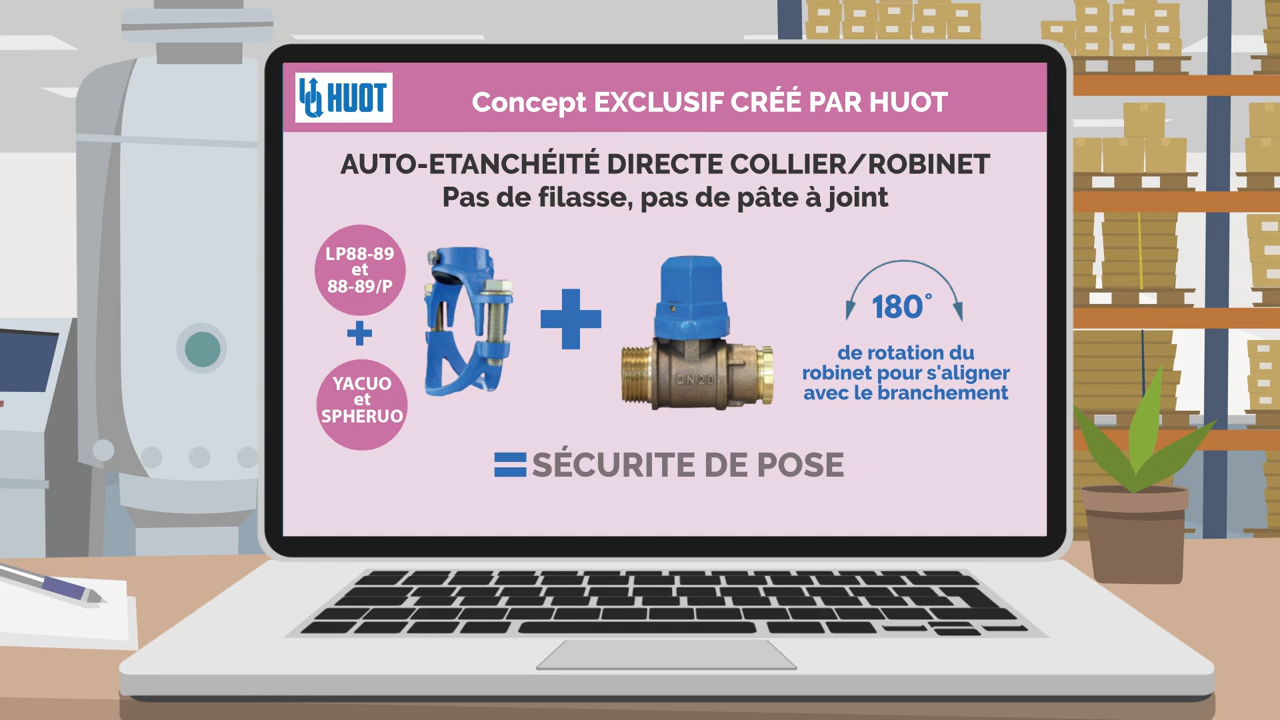 HUOT
Concept EXCLUSIF CRÉÉ PAR HUOT
AUTO-ETANCHÉITÉ DIRECTE COLLIER/ROBINET
Pas de filasse, pas de pâte à joint
LP88-89
et
88-89/P
+
YACUO
et
SPHERUO
+
DN20
180°
de rotation du
robinet pour s'aligner
avec le branchement
= SÉCURITE DE POSE